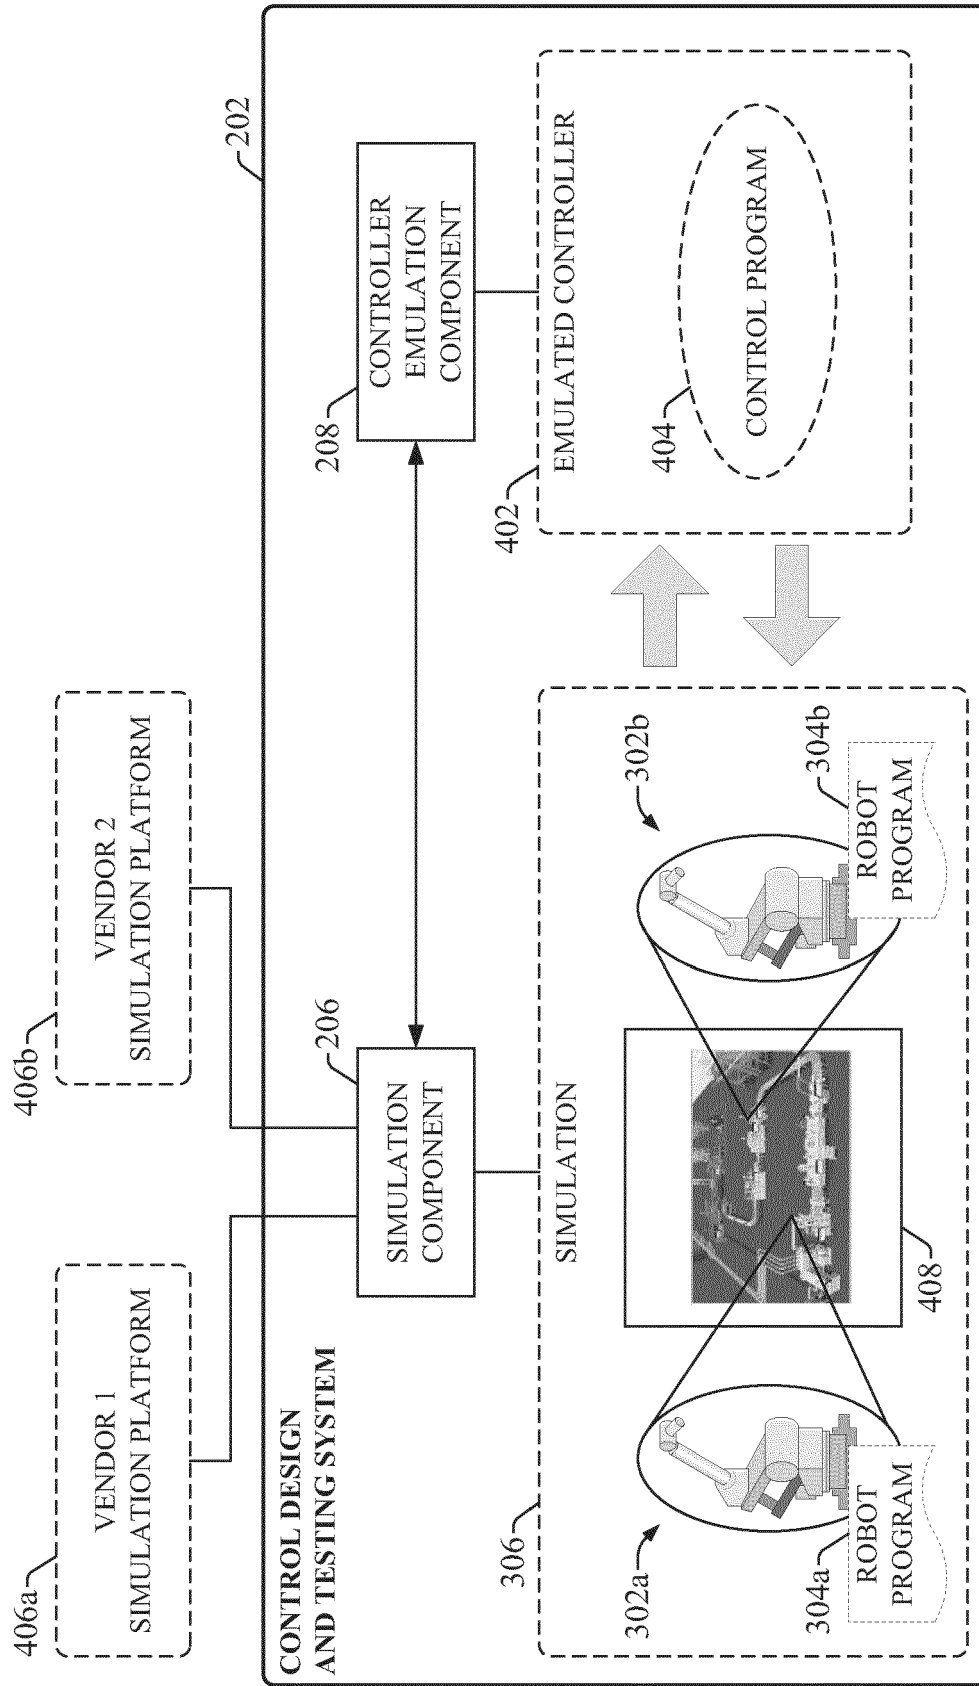 406a
VENDOR 1
SIMULATION PLATFORM
406b
VENDOR 2
SIMULATION PLATFORM
202
CONTROL DESIGN
AND TESTING SYSTEM
206
SIMULATION
COMPONENT
208
CONTROLLER
EMULATION
COMPONENT
306
SIMULATION
302a
304a
ROBOT
PROGRAM
408
302b
304b
ROBOT
PROGRAM
402
EMULATED CONTROLLER
404
CONTROL PROGRAM